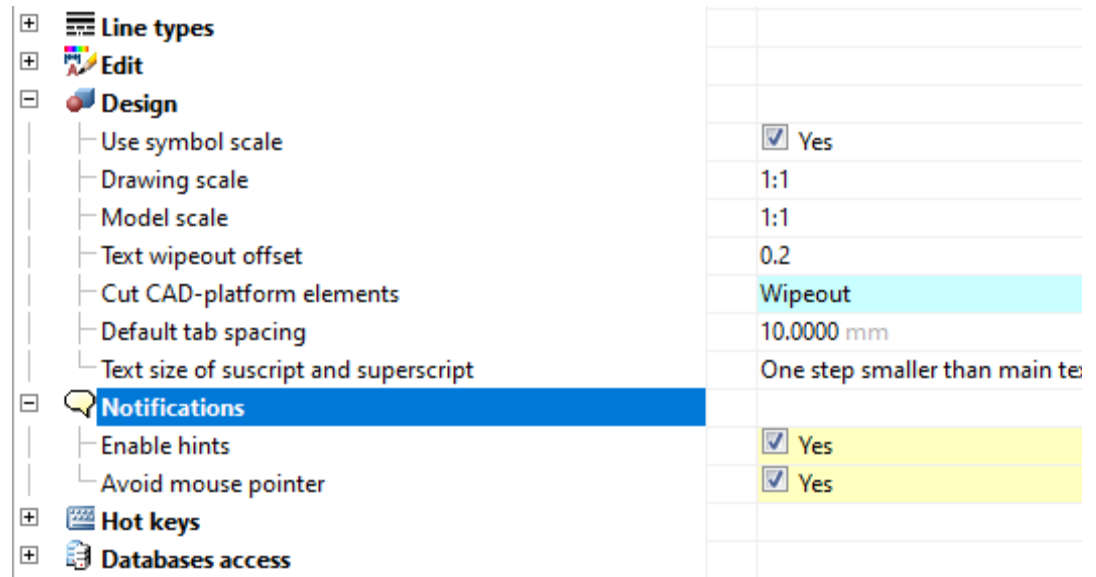 Line types
Edit
Design
Use symbol scale Yes
Drawing scale 1:1
Model scale 1:1
Text wipeout offset 0.2
Cut CAD-platform elements Wipeout
Default tab spacing 10.0000 mm
Text size of suscript and superscript One step smaller than main te
Notifications
Enable hints Yes
Avoid mouse pointer Yes
Hot keys
Databases access